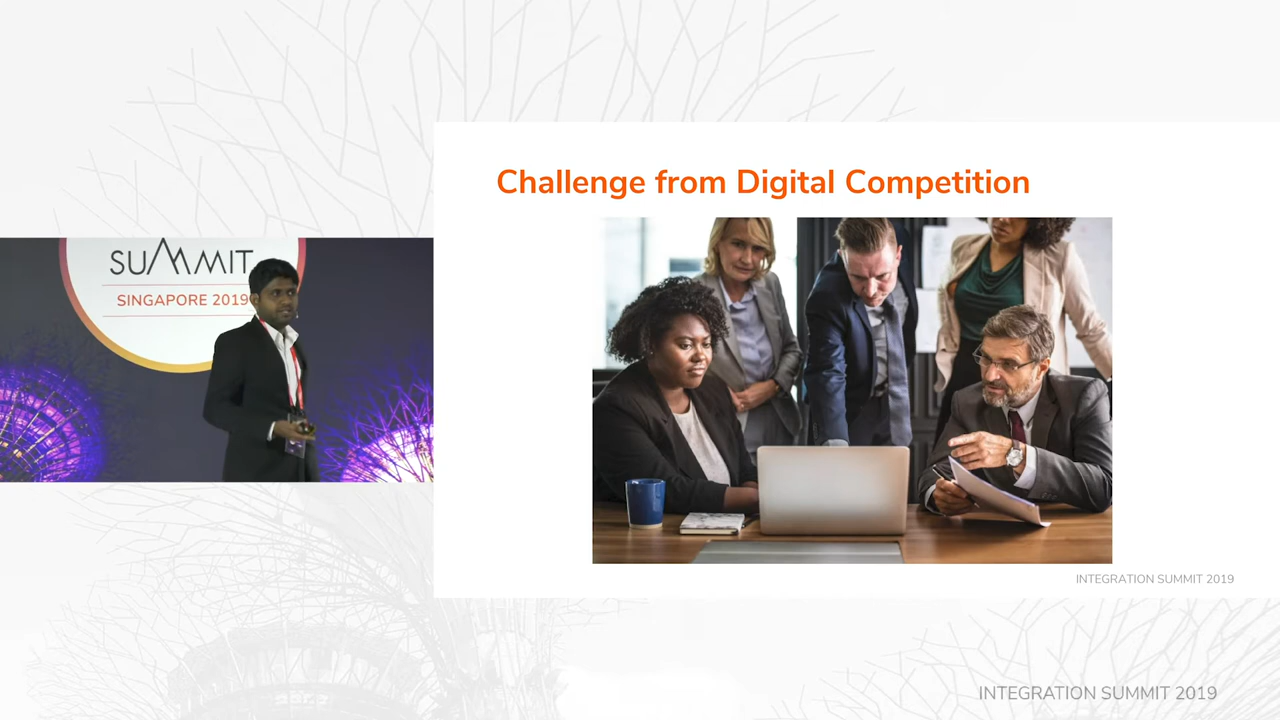 Challenge from Digital Competition
SUMMIT
SINGAPORE 2019
INTEGRATION SUMMIT 2019
INTEGRATION SUMMIT 2019